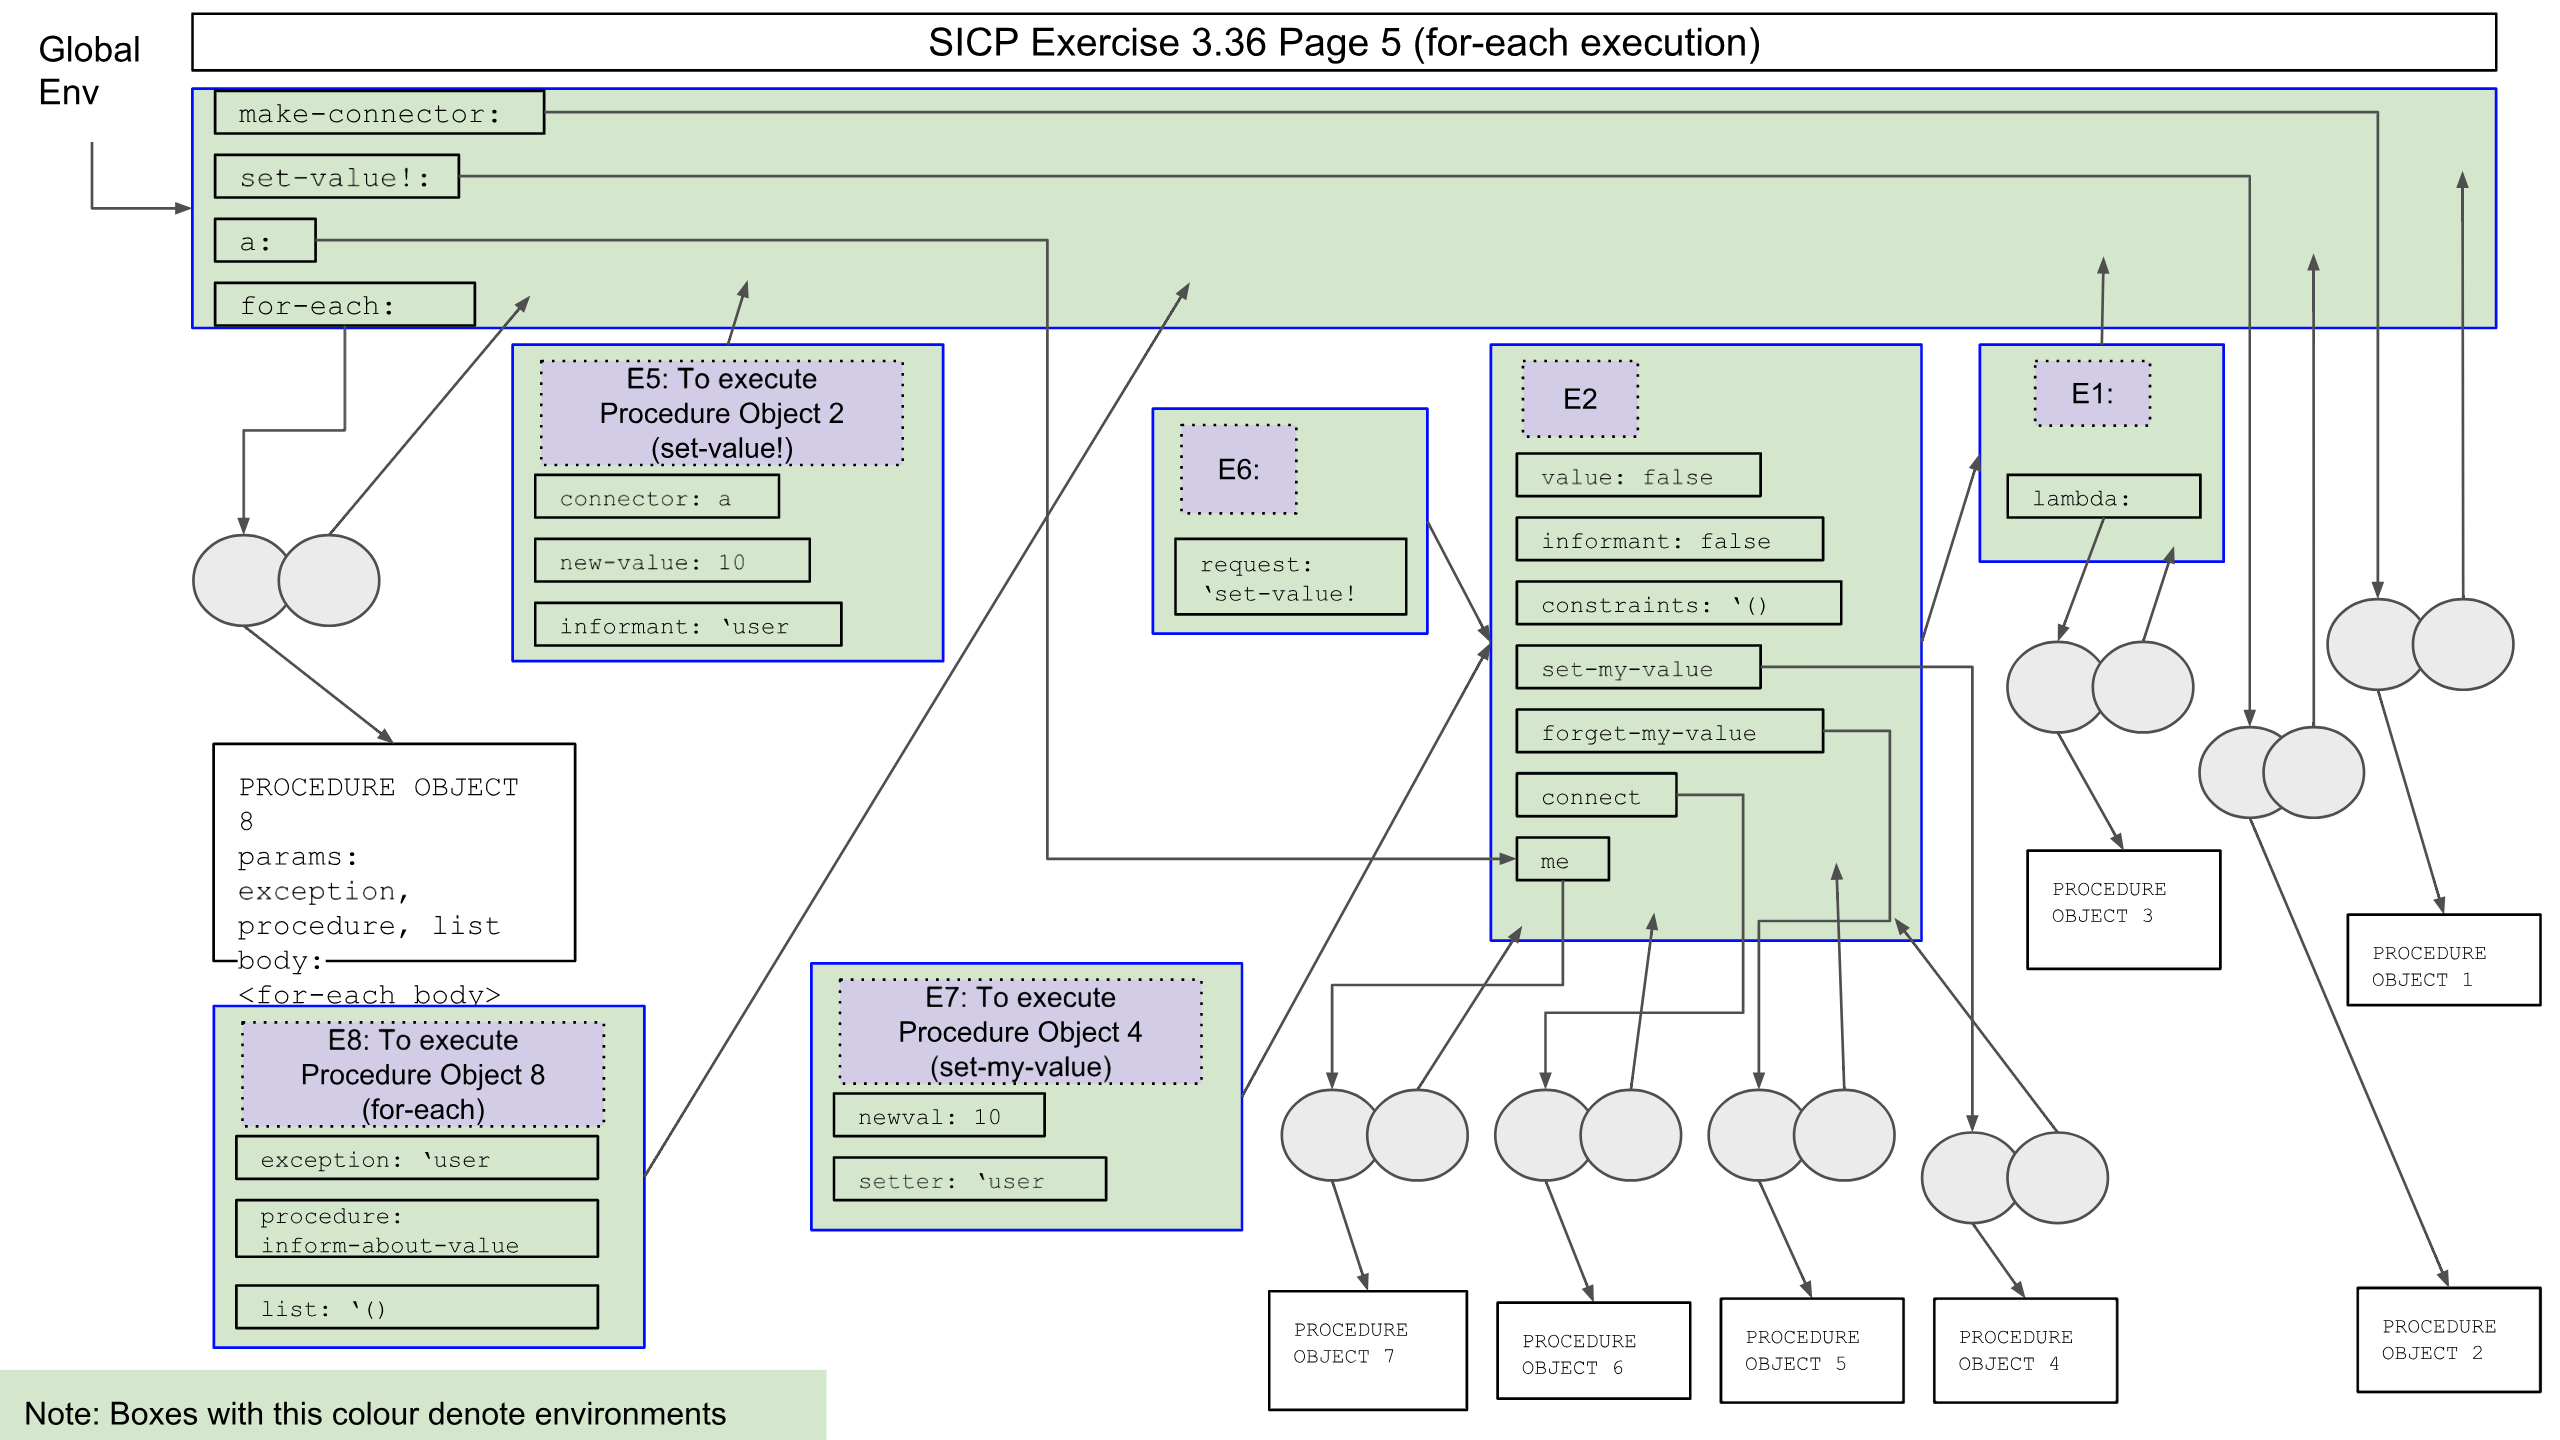 SICP Exercise 3.36 Page 5 (for-each execution)
Global
Env
make-connector:
set-value!:
a:
for-each:
E5: To execute
Procedure Object 2
(set-value!)
connector: a
new-value: 10
informant: ‘user
E6:
request:
‘set-value!
E2
value: false
informant: false
constraints: ‘()
set-my-value
forget-my-value
connect
me
E1:
lambda:
PROCEDURE OBJECT
8
params:
exception,
procedure, list
body:
<for-each body>
E8: To execute
Procedure Object 8
(for-each)
exception: ‘user
procedure:
inform-about-value
list: ‘()
E7: To execute
Procedure Object 4
(set-my-value)
newval: 10
setter: ‘user
PROCEDURE
OBJECT 3
PROCEDURE
OBJECT 1
PROCEDURE
OBJECT 7
PROCEDURE
OBJECT 6
PROCEDURE
OBJECT 5
PROCEDURE
OBJECT 4
PROCEDURE
OBJECT 2
Note: Boxes with this colour denote environments